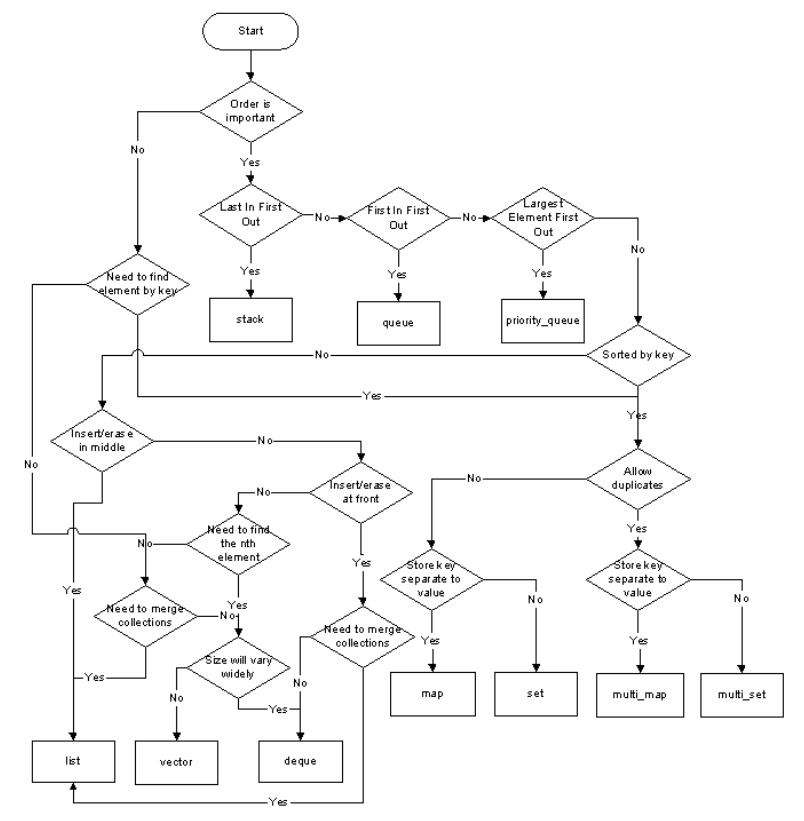 Start
Order is
important
No
Yes
Last In First
Out
No
First In First
Out
No
Largest
Element First
Out
No
Yes
Yes
Yes
Need to find
element by key
stack
queue
priority_queue
No
Sorted by key
Yes
Yes
Insert/erase
in middle
No
No
Insert/erase
at front
No
Need to find
the nth
element
No
Yes
Yes
Need to merge
collections
No
Yes
Need to merge
collections
Size will vary
widely
No
Yes
No
Yes
Allow
duplicates
No
Yes
Store key
separate to
value
No
Yes
Store key
separate to
value
No
Yes
map
set
multi_map
multi_set
list
vector
deque
Yes